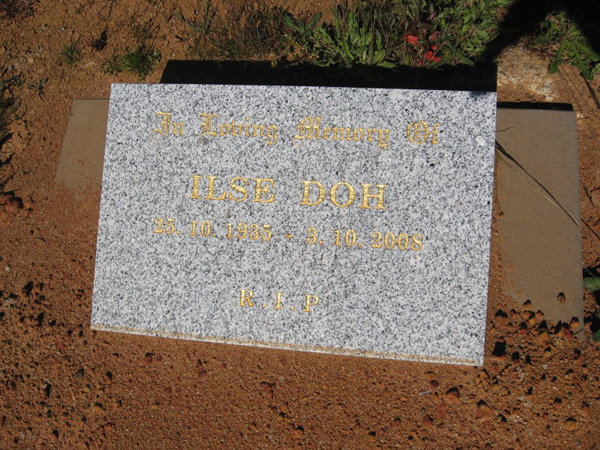 In Loving Memory Of
ILSE DOH
25.10.1935 - 3.10.2008
R.I.P